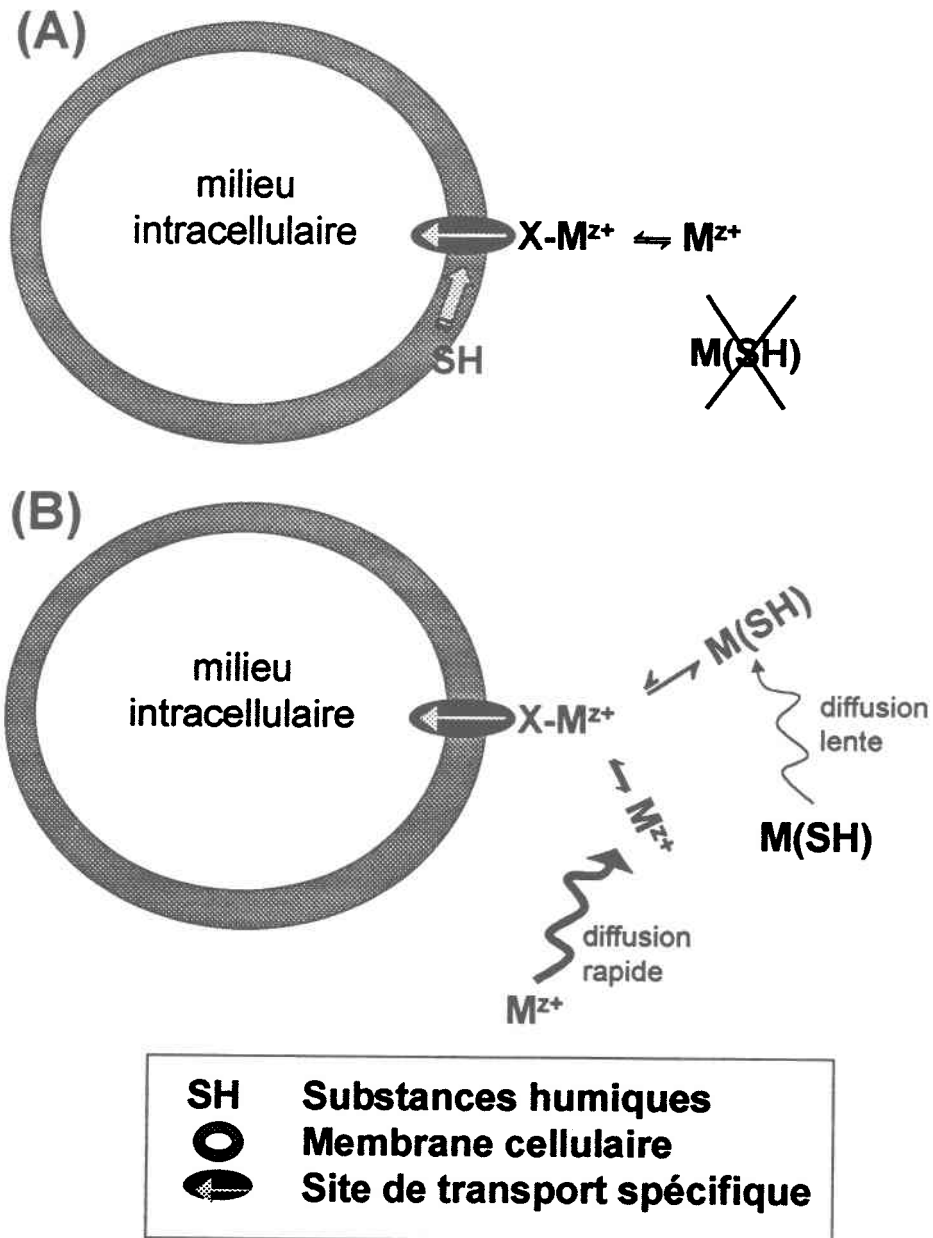 (A)
milieu
intracellulaire
X-Mᶻ⁺ ⇌ Mᶻ⁺
SH
M(SH)
(B)
milieu
intracellulaire
X-Mᶻ⁺
M(SH)
diffusion
lente
M(SH)
Mᶻ⁺
diffusion
rapide
Mᶻ⁺
SH Substances humiques
Membrane cellulaire
Site de transport spécifique